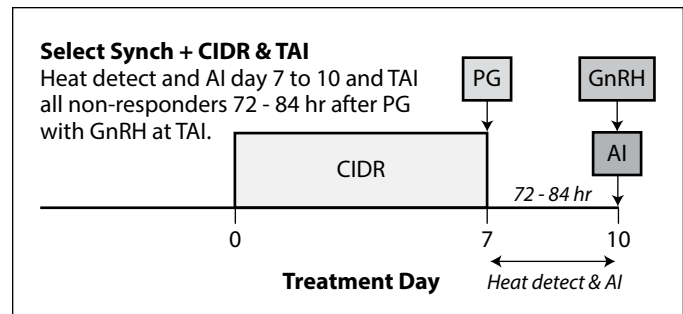 Select Synch + CIDR & TAI
Heat detect and AI day 7 to 10 and TAI
all non-responders 72 - 84 hr after PG
with GnRH at TAI.
PG
GnRH
AI
CIDR
72 - 84 hr
0
7
10
Treatment Day
Heat detect & AI